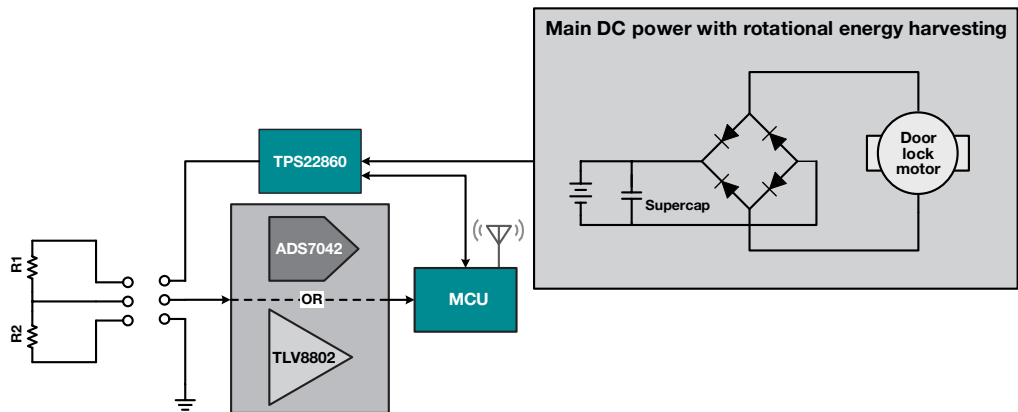 Main DC power with rotational energy harvesting
Door
lock
motor
Supercap
TPS22860
ADS7042
OR
TLV8802
MCU
R1
R2